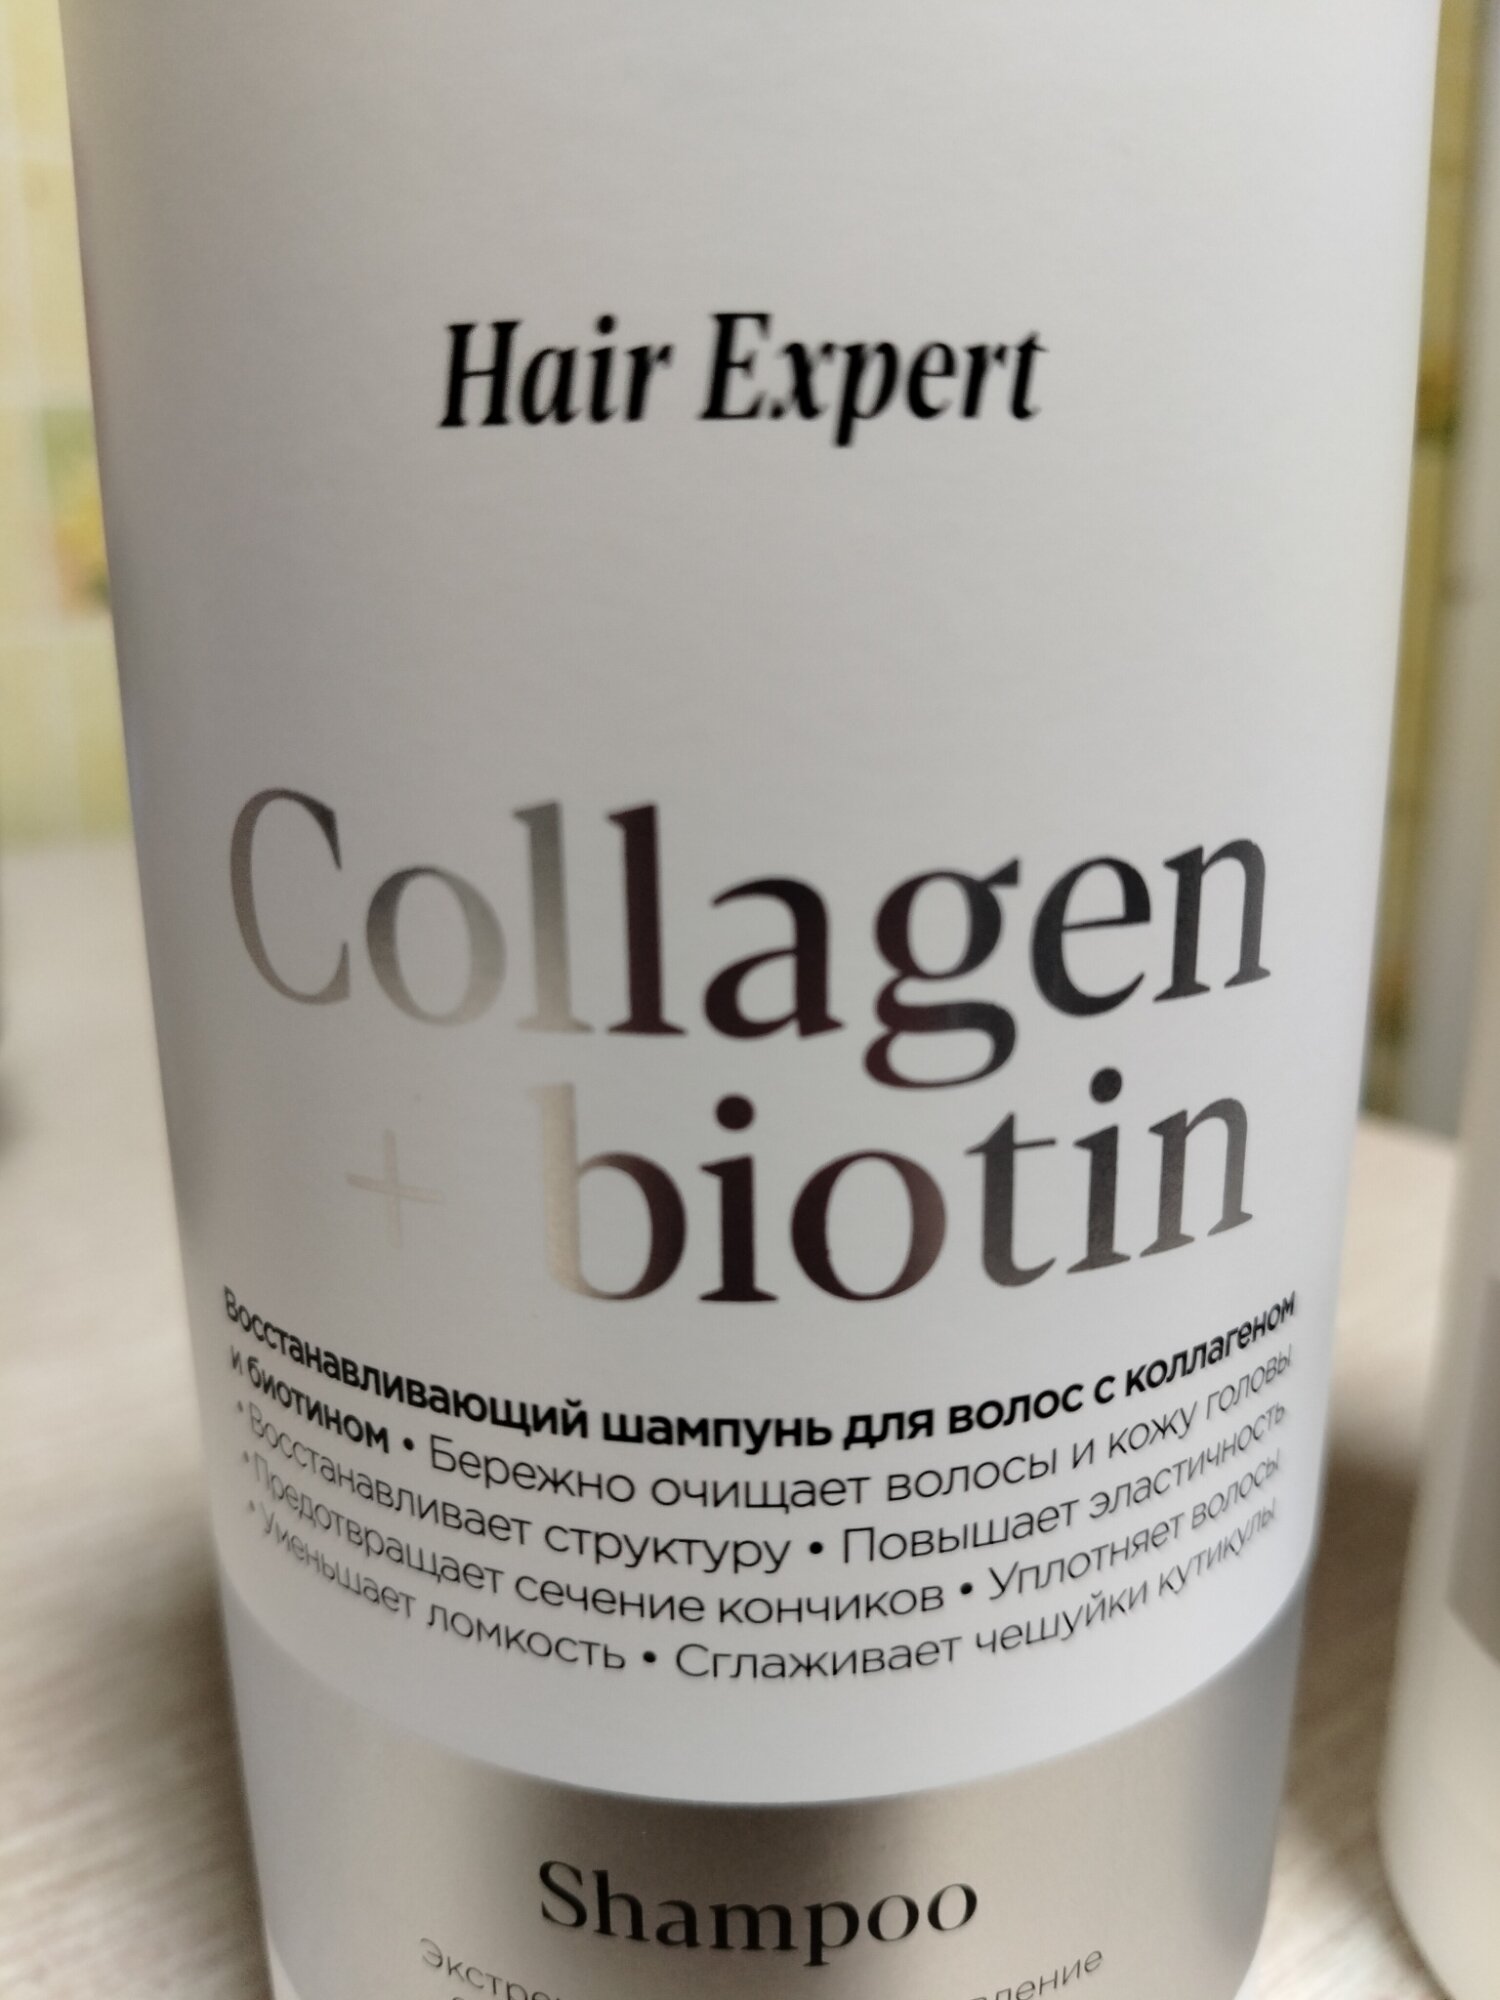 Hair Expert
Collagen
+ biotin
Восстанавливающий шампунь для волос с коллагеном
и биотином • Бережно очищает волосы и кожу головы
• Восстанавливает структуру • Повышает эластичность
• Предотвращает сечение кончиков • Уплотняет волосы
• Уменьшает ломкость • Сглаживает чешуйки кутикулы
Shampoo